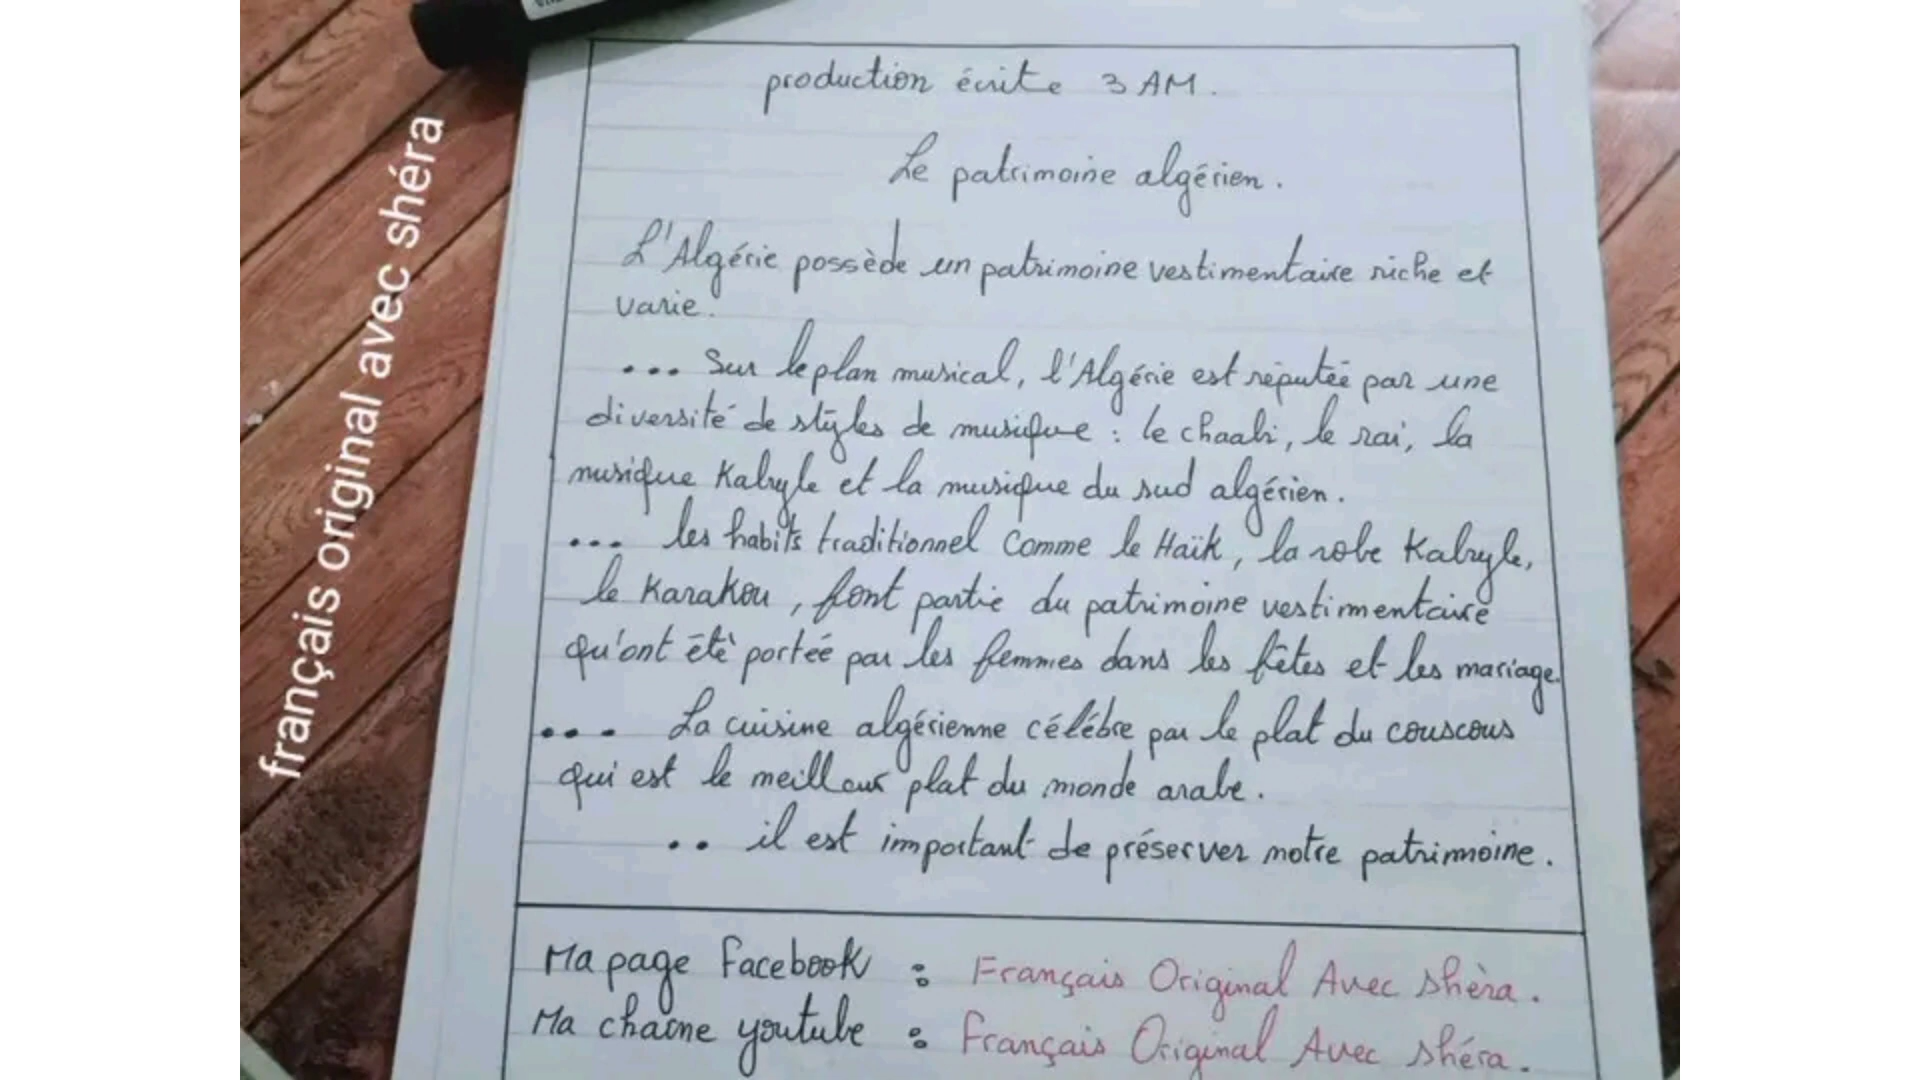 production écrite 3 AM.
Le patrimoine algérien.
L'Algérie possède un patrimoine vestimentaire riche et
varie.
... Sur le plan musical, l'Algérie est réputée par une
diversité de styles de musique : le chaabi, le rai, la
musique Kabyle et la musique du sud algérien.
... les habits traditionnel comme le Haïk, la robe Kabyle,
le Karakou, font partie du patrimoine vestimentaire
qu'ont été portée par les femmes dans les fêtes et les mariage.
... La cuisine algérienne célébre par le plat du couscous
qui est le meilleur plat du monde arabe.
.. il est important de préserver notre patrimoine.
Ma page Facebook : Français Original Avec Shèra.
Ma chaîne youtube : Français Original Avec shéra.
français original avec shéra